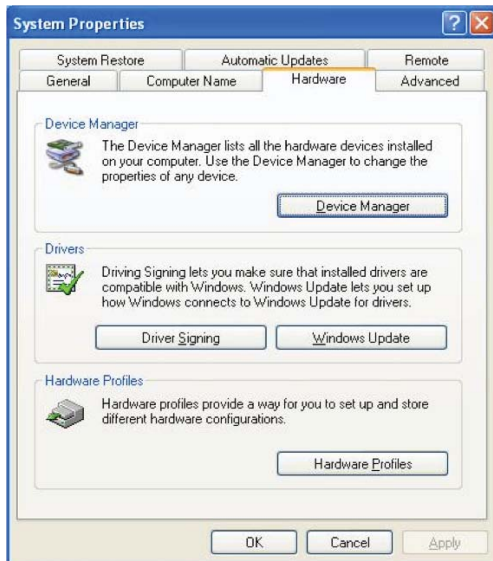 System Properties
System Restore Automatic Updates Remote
General Computer Name Hardware Advanced
Device Manager
The Device Manager lists all the hardware devices installed
on your computer. Use the Device Manager to change the
properties of any device.
Device Manager
Drivers
Driving Signing lets you make sure that installed drivers are
compatible with Windows. Windows Update lets you set up
how Windows connects to Windows Update for drivers.
Driver Signing Windows Update
Hardware Profiles
Hardware profiles provide a way for you to set up and store
different hardware configurations.
Hardware Profiles
OK Cancel Apply